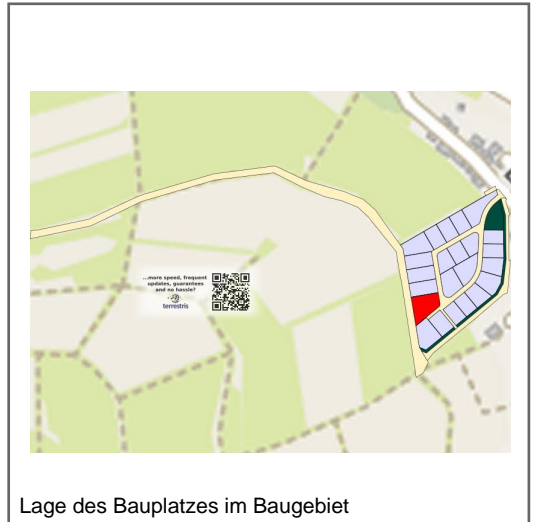 ...more speed, frequent
updates, guarantees
and no hassle?
terrestris
Lage des Bauplatzes im Baugebiet